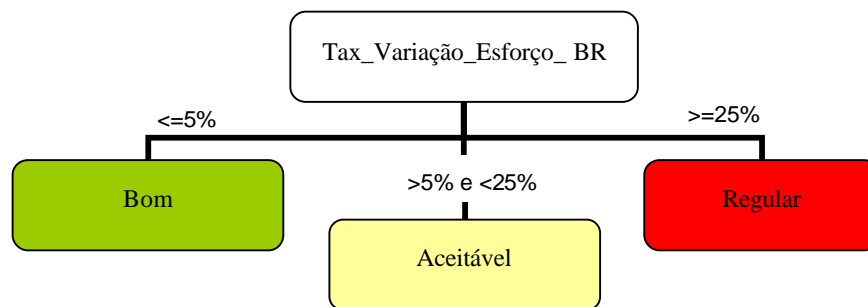 Tax_Variação_Esforço_ BR
<=5%
>=25%
>5% e <25%
Bom
Regular
Aceitável